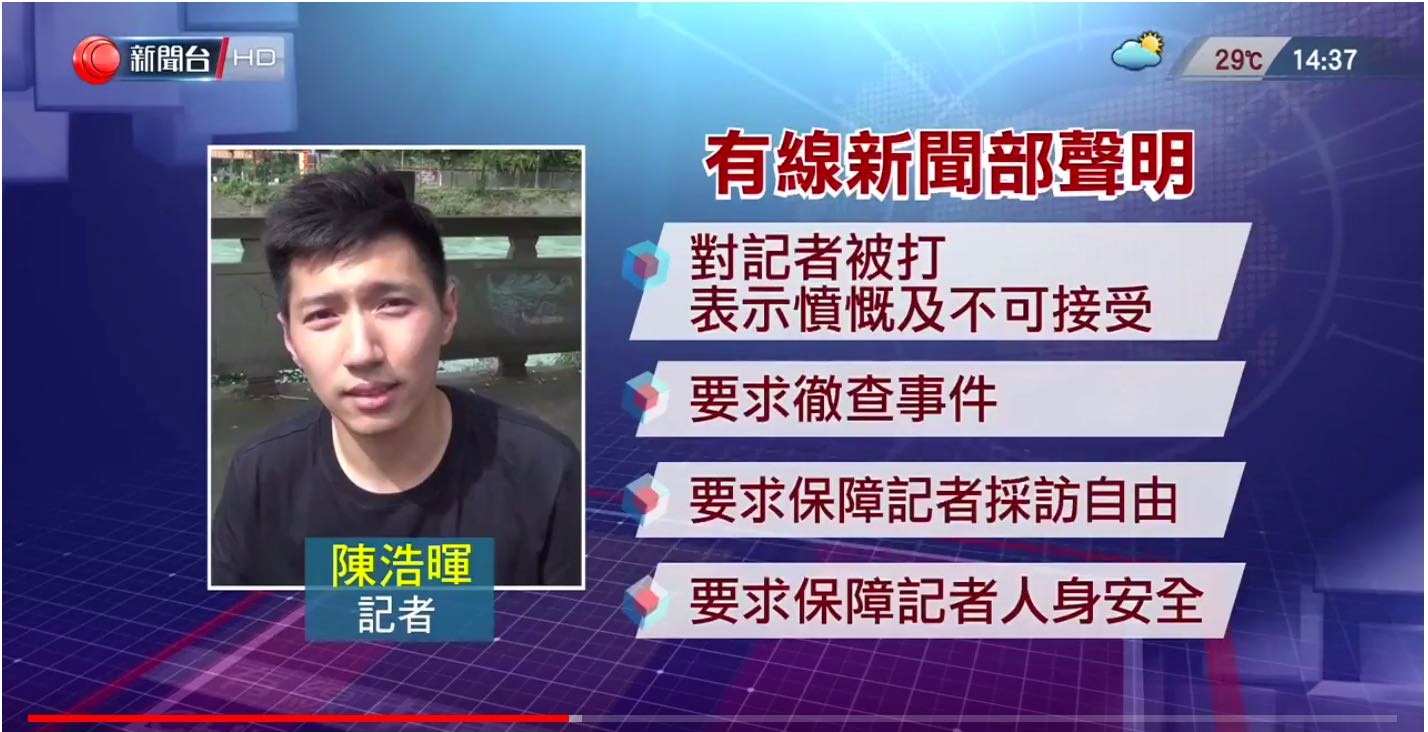 新聞台 HD
29℃ 14:37
有線新聞部聲明
對記者被打
表示憤慨及不可接受
要求徹查事件
要求保障記者採訪自由
要求保障記者人身安全
陳浩暉
記者